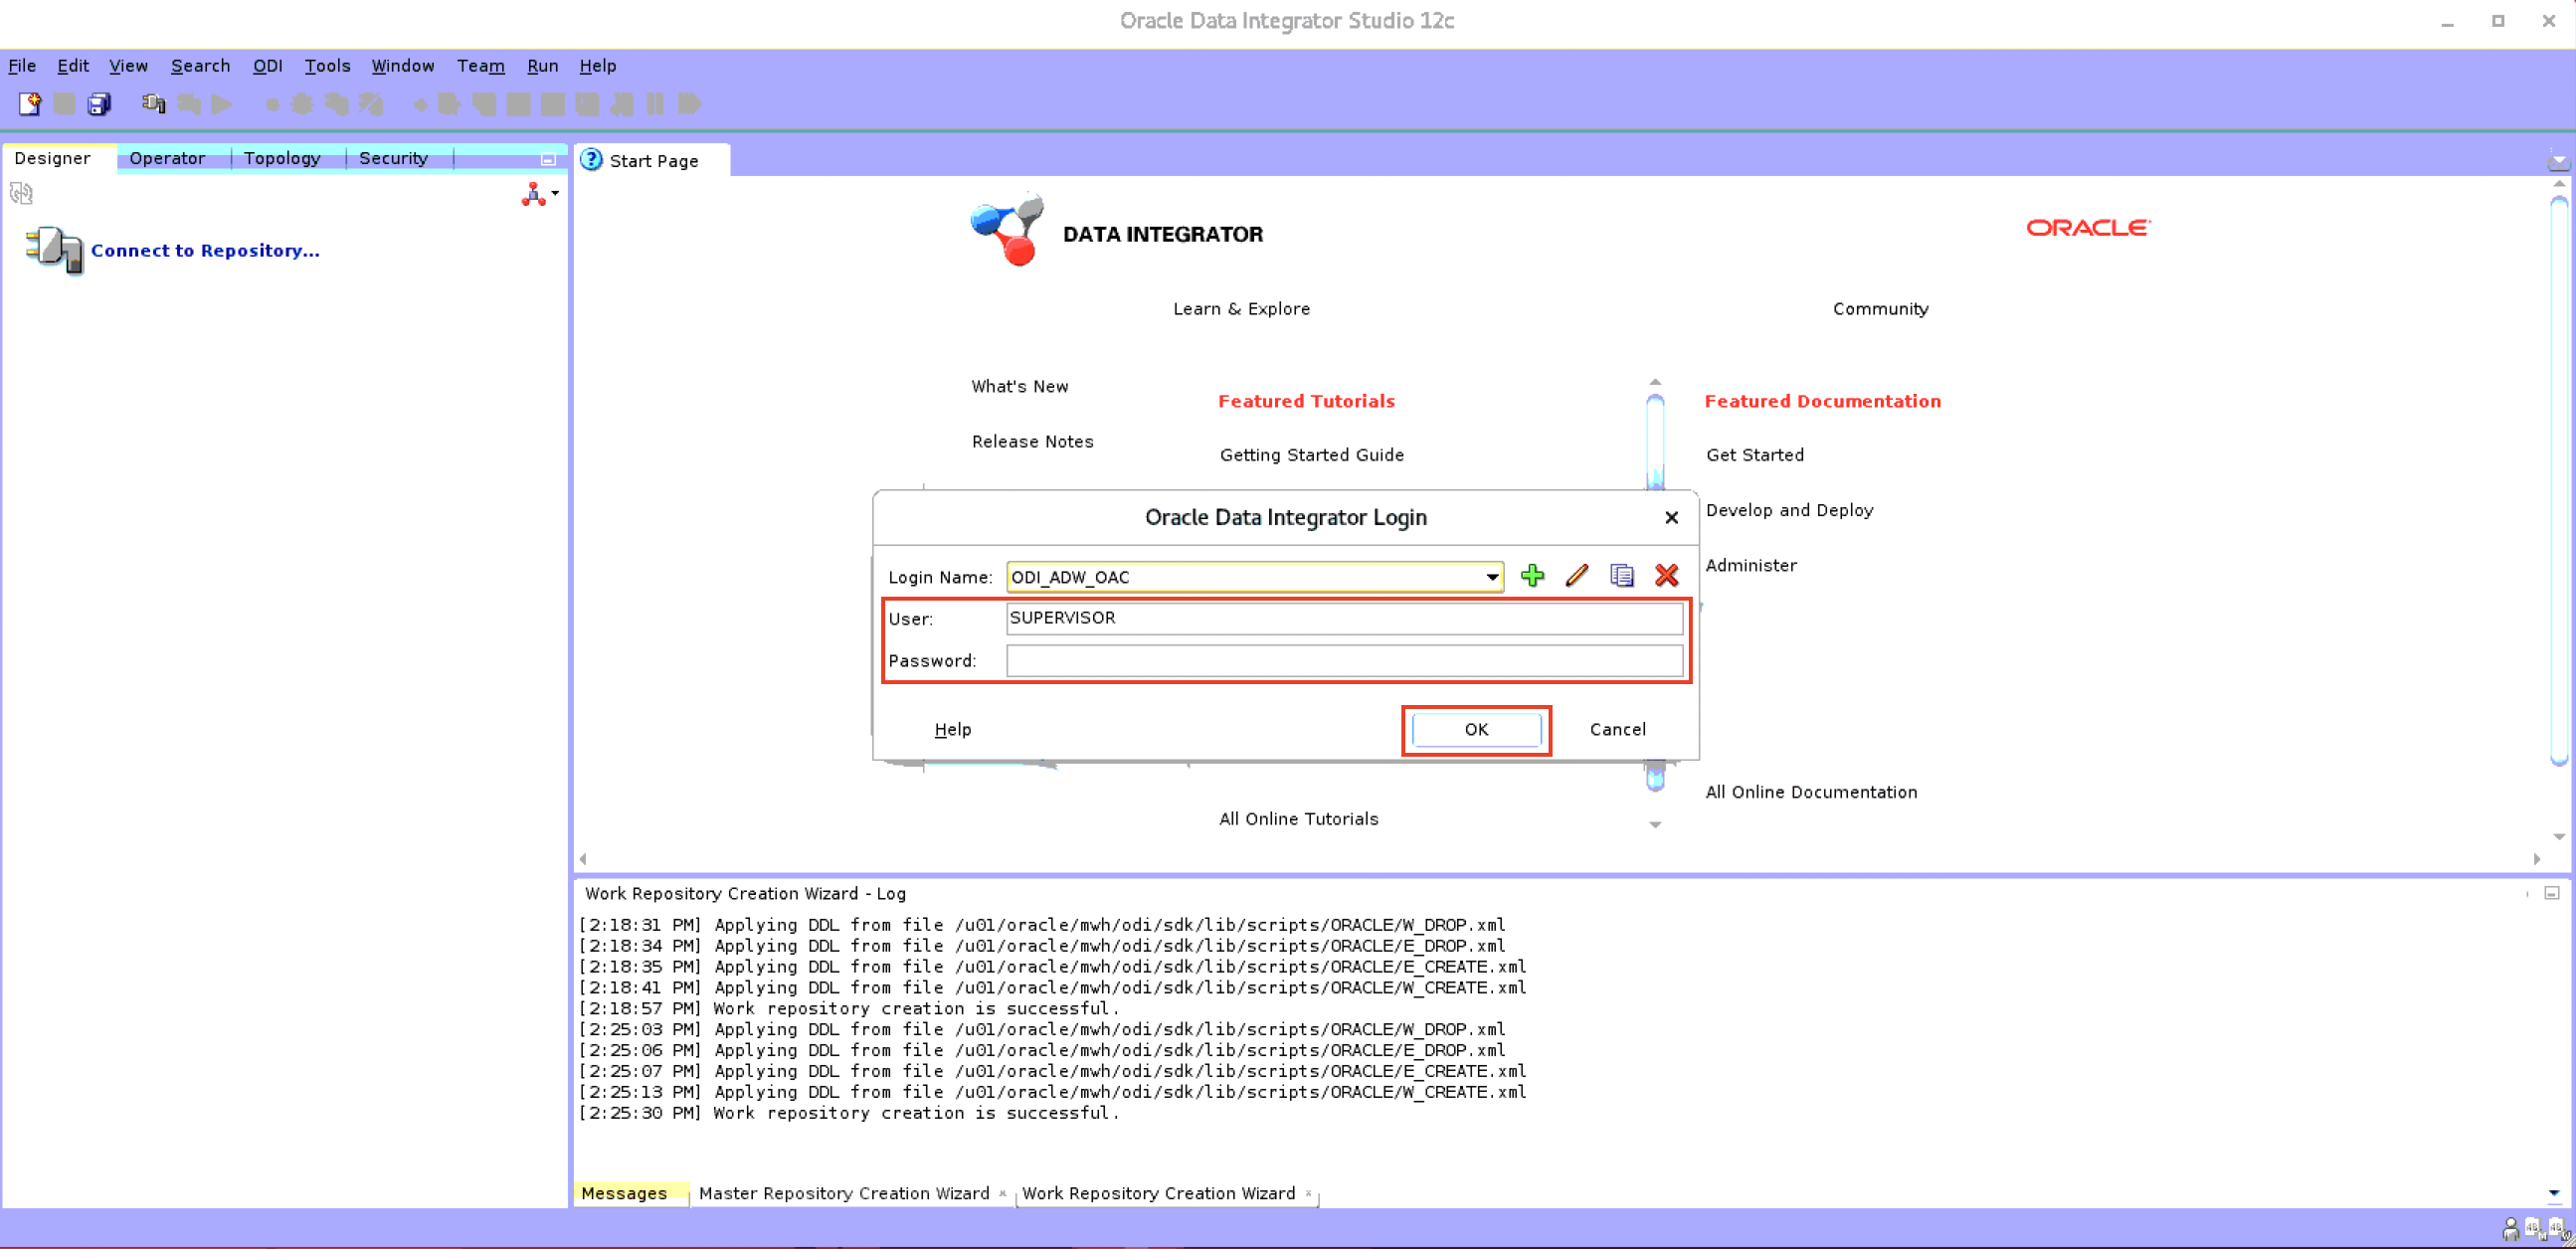 Oracle Data Integrator Studio 12c
File Edit View Search ODI Tools Window Team Run Help
Designer Operator Topology Security
Start Page
Connect to Repository...
DATA INTEGRATOR
ORACLE
Learn & Explore
Community
What's New
Featured Tutorials
Featured Documentation
Release Notes
Getting Started Guide
Get Started
Oracle Data Integrator Login
Develop and Deploy
Login Name: ODI_ADW_OAC
Administer
User: SUPERVISOR
Password:
Help OK Cancel
All Online Documentation
All Online Tutorials
Work Repository Creation Wizard - Log
[2:18:31 PM] Applying DDL from file /u01/oracle/mwh/odi/sdk/lib/scripts/ORACLE/W_DROP.xml
[2:18:34 PM] Applying DDL from file /u01/oracle/mwh/odi/sdk/lib/scripts/ORACLE/E_DROP.xml
[2:18:35 PM] Applying DDL from file /u01/oracle/mwh/odi/sdk/lib/scripts/ORACLE/E_CREATE.xml
[2:18:41 PM] Applying DDL from file /u01/oracle/mwh/odi/sdk/lib/scripts/ORACLE/W_CREATE.xml
[2:18:57 PM] Work repository creation is successful.
[2:25:03 PM] Applying DDL from file /u01/oracle/mwh/odi/sdk/lib/scripts/ORACLE/W_DROP.xml
[2:25:06 PM] Applying DDL from file /u01/oracle/mwh/odi/sdk/lib/scripts/ORACLE/E_DROP.xml
[2:25:07 PM] Applying DDL from file /u01/oracle/mwh/odi/sdk/lib/scripts/ORACLE/E_CREATE.xml
[2:25:13 PM] Applying DDL from file /u01/oracle/mwh/odi/sdk/lib/scripts/ORACLE/W_CREATE.xml
[2:25:30 PM] Work repository creation is successful.
Messages Master Repository Creation Wizard Work Repository Creation Wizard